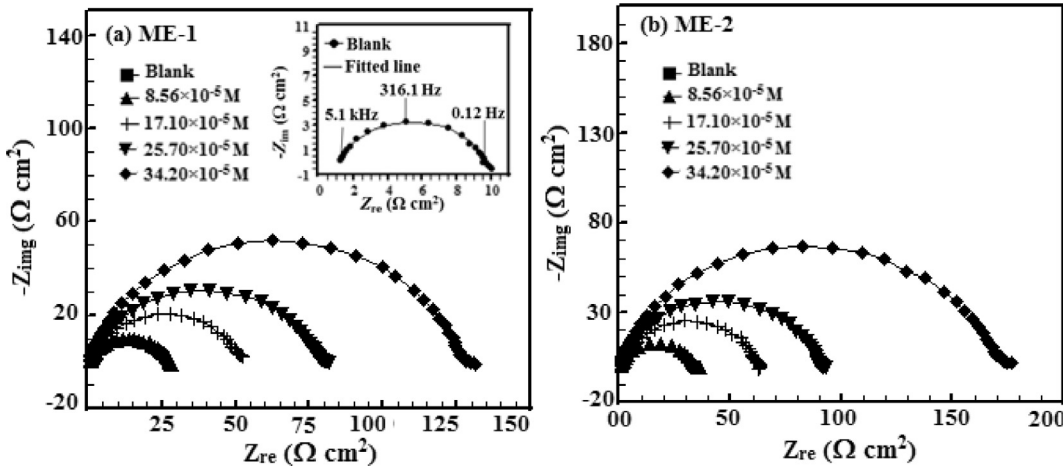 (a) ME-1
Blank
8.56×10⁻⁵ M
17.10×10⁻⁵ M
25.70×10⁻⁵ M
34.20×10⁻⁵ M
-Z_img (Ω cm²)
140
100
60
20
-20
0
25
50
75
100
125
150
Z_re (Ω cm²)
Blank
Fitted line
5.1 kHz
316.1 Hz
0.12 Hz
-Z_im (Ω cm²)
11
9
7
5
3
1
-1
0
2
4
6
8
10
Z_re (Ω cm²)
(b) ME-2
Blank
8.56×10⁻⁵ M
17.10×10⁻⁵ M
25.70×10⁻⁵ M
34.20×10⁻⁵ M
-Z_img (Ω cm²)
180
130
80
30
-20
00
50
100
150
200
Z_re (Ω cm²)